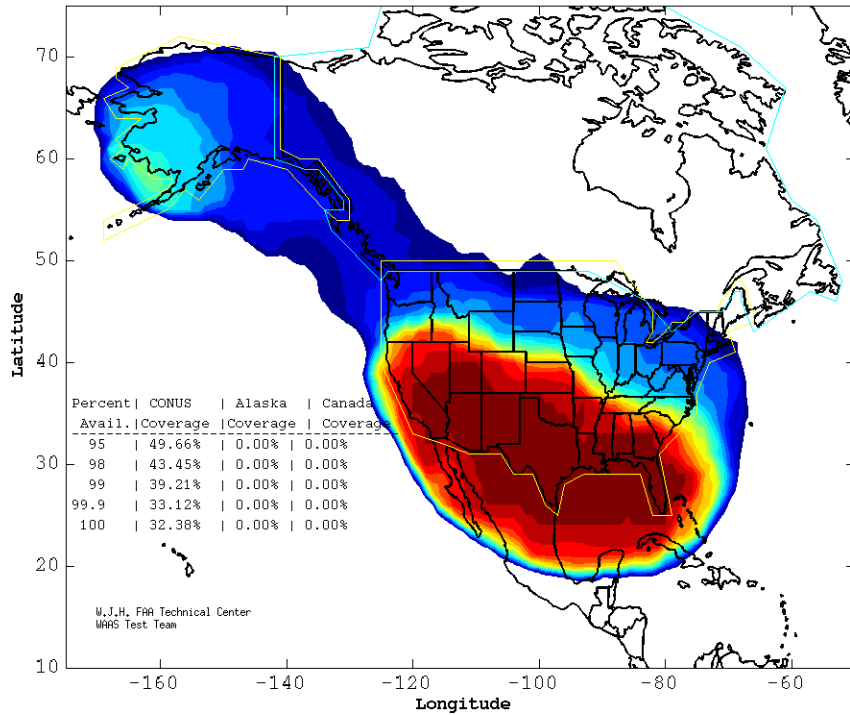 70
60
50
40
30
20
10
Latitude
Percent| CONUS | Alaska | Canada
Avail.|Coverage |Coverage | Coverage
95 | 49.66% | 0.00% | 0.00%
98 | 43.45% | 0.00% | 0.00%
99 | 39.21% | 0.00% | 0.00%
99.9 | 33.12% | 0.00% | 0.00%
100 | 32.38% | 0.00% | 0.00%
W.J.H. FAA Technical Center
WAAS Test Team
-160 -140 -120 -100 -80 -60
Longitude